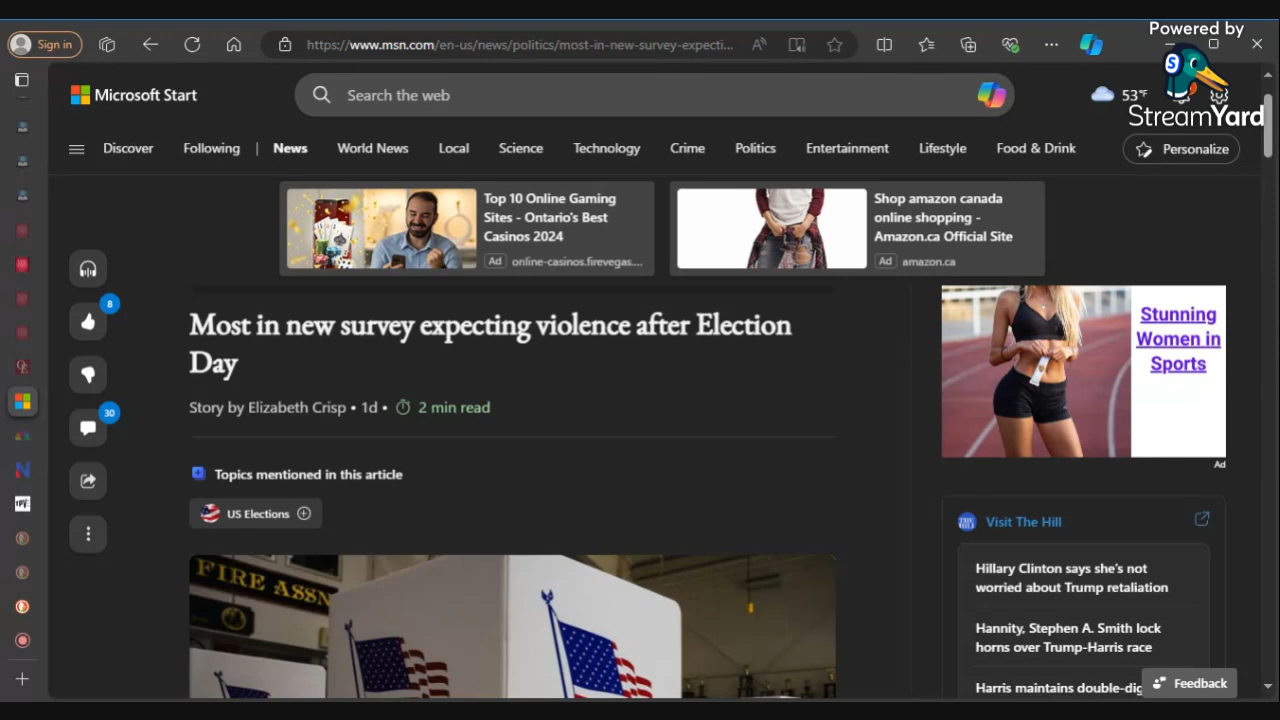 Powered by
StreamYard
Sign in
https://www.msn.com/en-us/news/politics/most-in-new-survey-expecti...
Microsoft Start
Search the web
53°F
Discover
Following
News
World News
Local
Science
Technology
Crime
Politics
Entertainment
Lifestyle
Food & Drink
Personalize
Top 10 Online Gaming
Sites - Ontario's Best
Casinos 2024
Ad online-casinos.firevegas....
Shop amazon canada
online shopping -
Amazon.ca Official Site
Ad amazon.ca
8
30
Most in new survey expecting violence after Election
Day
Story by Elizabeth Crisp • 1d • 2 min read
Topics mentioned in this article
US Elections
FIRE ASSN
Stunning
Women in
Sports
Ad
Visit The Hill
Hillary Clinton says she's not
worried about Trump retaliation
Hannity, Stephen A. Smith lock
horns over Trump-Harris race
Harris maintains double-dig
Feedback